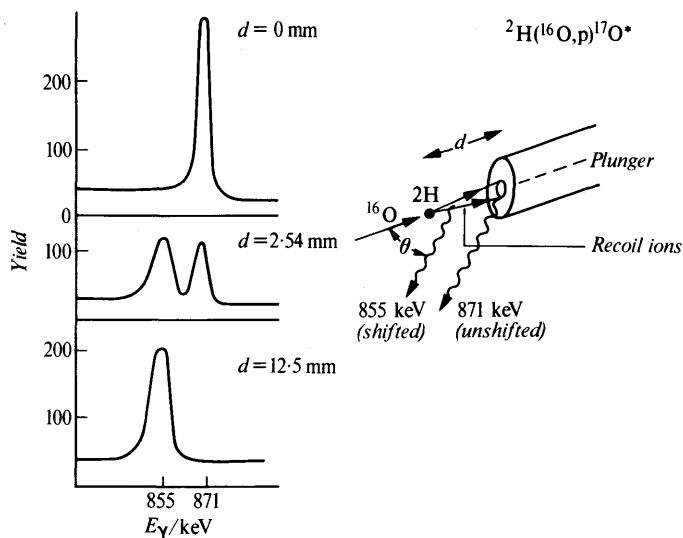 d = 0 mm
200
100
0
d = 2·54 mm
100
d = 12·5 mm
200
100
855 871
Eγ/keV
Yield
²H(¹⁶O,p)¹⁷O*
d
Plunger
¹⁶O
2H
θ
Recoil ions
855 keV
(shifted)
871 keV
(unshifted)